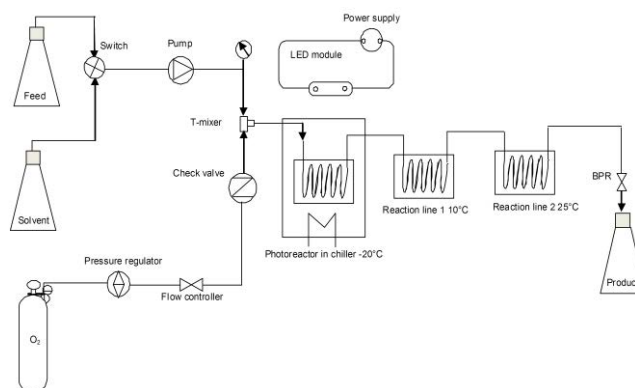 Power supply
Switch
Pump
LED module
Feed
T-mixer
Check valve
BPR
Solvent
Reaction line 1 10°C
Reaction line 2 25°C
Photoreactor in chiller -20°C
Pressure regulator
Product
Flow controller
O₂